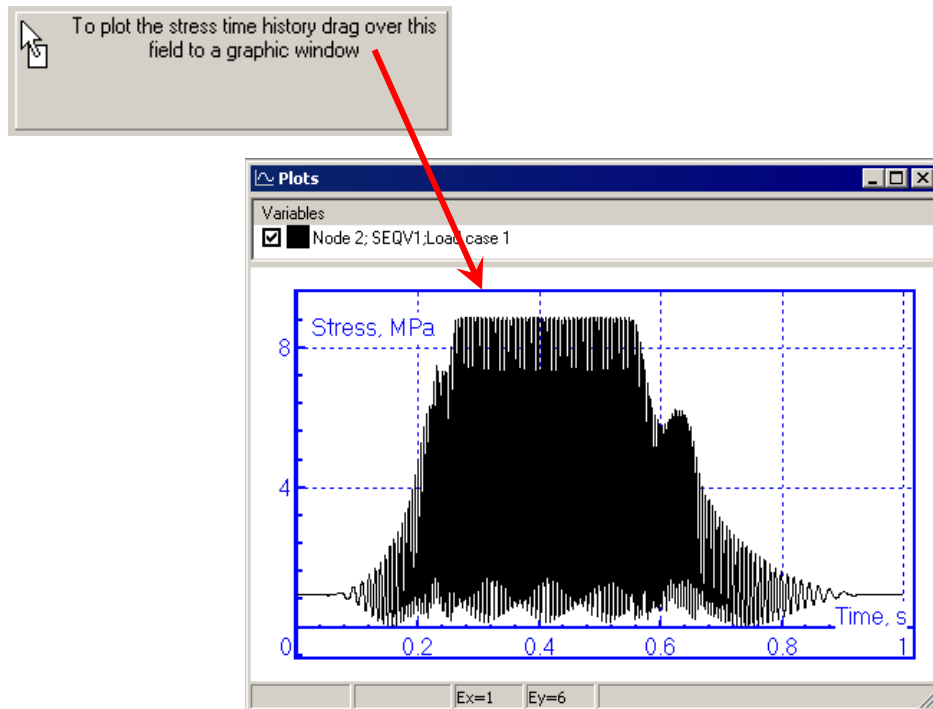 To plot the stress time history drag over this
field to a graphic window
Plots
Variables
Node 2; SEQV1;Load case 1
Stress, MPa
8
4
Time, s
0
0.2
0.4
0.6
0.8
1
Ex=1
Ey=6